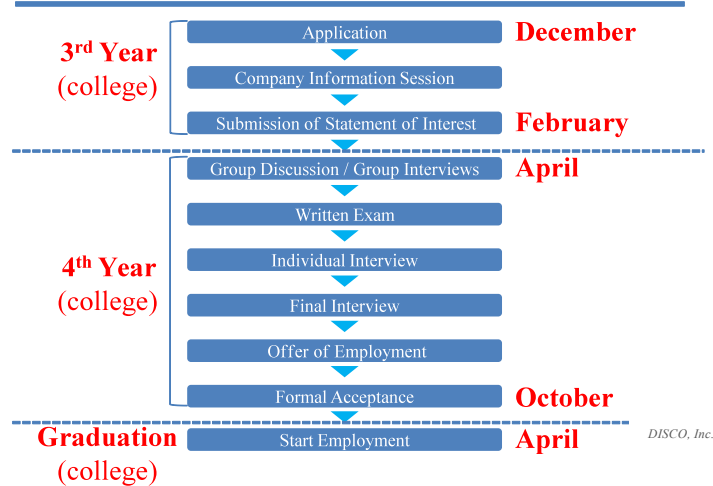 Application
December
3rd Year
(college)
Company Information Session
Submission of Statement of Interest
February
Group Discussion / Group Interviews
April
Written Exam
4th Year
(college)
Individual Interview
Final Interview
Offer of Employment
Formal Acceptance
October
Graduation
(college)
Start Employment
April
DISCO, Inc.